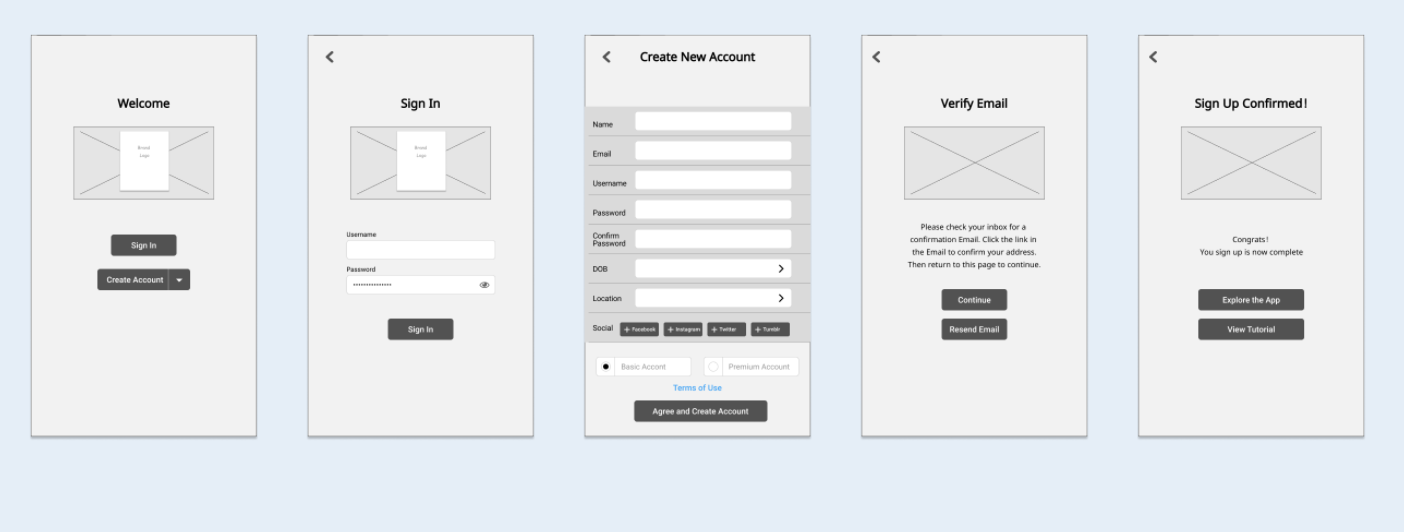 Welcome
Brand
Logo
Sign In
Create Account
Sign In
Brand
Logo
Username
Password
Sign In
Create New Account
Name
Email
Username
Password
Confirm
Password
DOB
Location
Social
+ Facebook
+ Instagram
+ Twitter
+ Tumblr
Basic Accont
Premium Account
Terms of Use
Agree and Create Account
Verify Email
Please check your inbox for a
confirmation Email. Click the link in
the Email to confirm your address.
Then return to this page to continue.
Continue
Resend Email
Sign Up Confirmed!
Congrats!
You sign up is now complete
Explore the App
View Tutorial